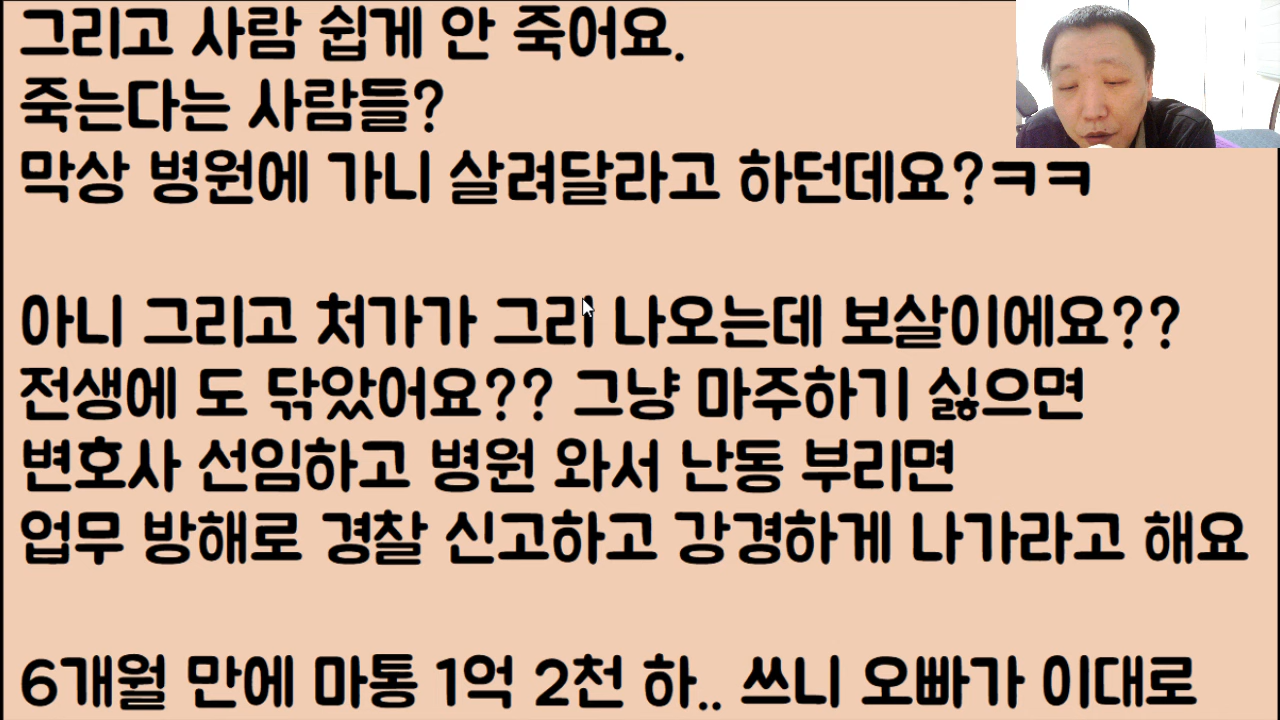 그리고 사람 쉽게 안 죽어요.
죽는다는 사람들?
막상 병원에 가니 살려달라고 하던데요?ㅋㅋ
아니 그리고 처가가 그리 나오는데 보살이에요??
전생에 도 닦았어요?? 그냥 마주하기 싫으면
변호사 선임하고 병원 와서 난동 부리면
업무 방해로 경찰 신고하고 강경하게 나가라고 해요
6개월 만에 마통 1억 2천 하.. 쓰니 오빠가 이대로